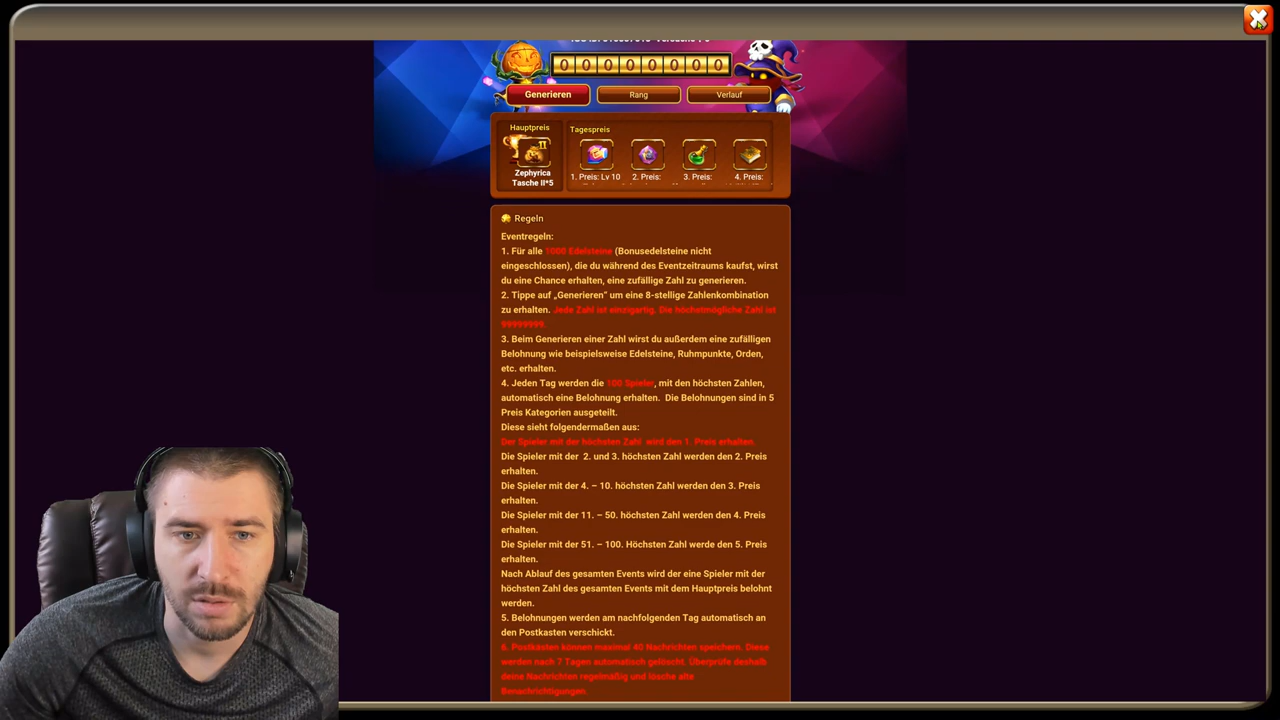 0 0 0 0 0 0 0 0
Generieren Rang Verlauf
Hauptpreis Tagespreis
II
Zephyrica
Tasche II*5
1. Preis: Lv 10 2. Preis: 3. Preis: 4. Preis:
Regeln
Eventregeln:
1. Für alle 1000 Edelsteine (Bonusedelsteine nicht
eingeschlossen), die du während des Eventzeitraums kaufst, wirst
du eine Chance erhalten, eine zufällige Zahl zu generieren.
2. Tippe auf „Generieren“ um eine 8-stellige Zahlenkombination
zu erhalten. Jede Zahl ist einzigartig. Die höchstmögliche Zahl ist
99999999.
3. Beim Generieren einer Zahl wirst du außerdem eine zufälligen
Belohnung wie beispielsweise Edelsteine, Ruhmpunkte, Orden,
etc. erhalten.
4. Jeden Tag werden die 100 Spieler, mit den höchsten Zahlen,
automatisch eine Belohnung erhalten. Die Belohnungen sind in 5
Preis Kategorien ausgeteilt.
Diese sieht folgendermaßen aus:
Der Spieler mit der höchsten Zahl wird den 1. Preis erhalten.
Die Spieler mit der 2. und 3. höchsten Zahl werden den 2. Preis
erhalten.
Die Spieler mit der 4. – 10. höchsten Zahl werden den 3. Preis
erhalten.
Die Spieler mit der 11. – 50. höchsten Zahl werden den 4. Preis
erhalten.
Die Spieler mit der 51. – 100. Höchsten Zahl werde den 5. Preis
erhalten.
Nach Ablauf des gesamten Events wird der eine Spieler mit der
höchsten Zahl des gesamten Events mit dem Hauptpreis belohnt
werden.
5. Belohnungen werden am nachfolgenden Tag automatisch an
den Postkasten verschickt.
6. Postkästen können maximal 40 Nachrichten speichern. Diese
werden nach 7 Tagen automatisch gelöscht. Überprüfe deshalb
deine Nachrichten regelmäßig und lösche alte
Benachrichtigungen.